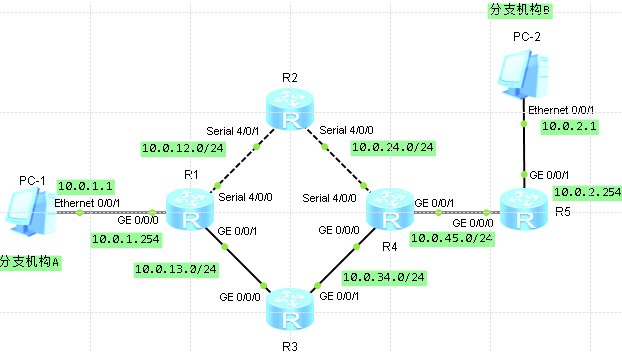 分支机构B
PC-2
R2
Ethernet 0/0/1
10.0.2.1
Serial 4/0/1
Serial 4/0/0
10.0.12.0/24
10.0.24.0/24
PC-1
R1
GE 0/0/1
10.0.1.1
10.0.2.254
Ethernet 0/0/1
Serial 4/0/0
Serial 4/0/0
GE 0/0/1
R5
GE 0/0/0
GE 0/0/0
10.0.1.254
GE 0/0/1
GE 0/0/0
R4
10.0.45.0/24
分支机构A
10.0.13.0/24
10.0.34.0/24
GE 0/0/0
GE 0/0/1
R
R
R
R
R
R3